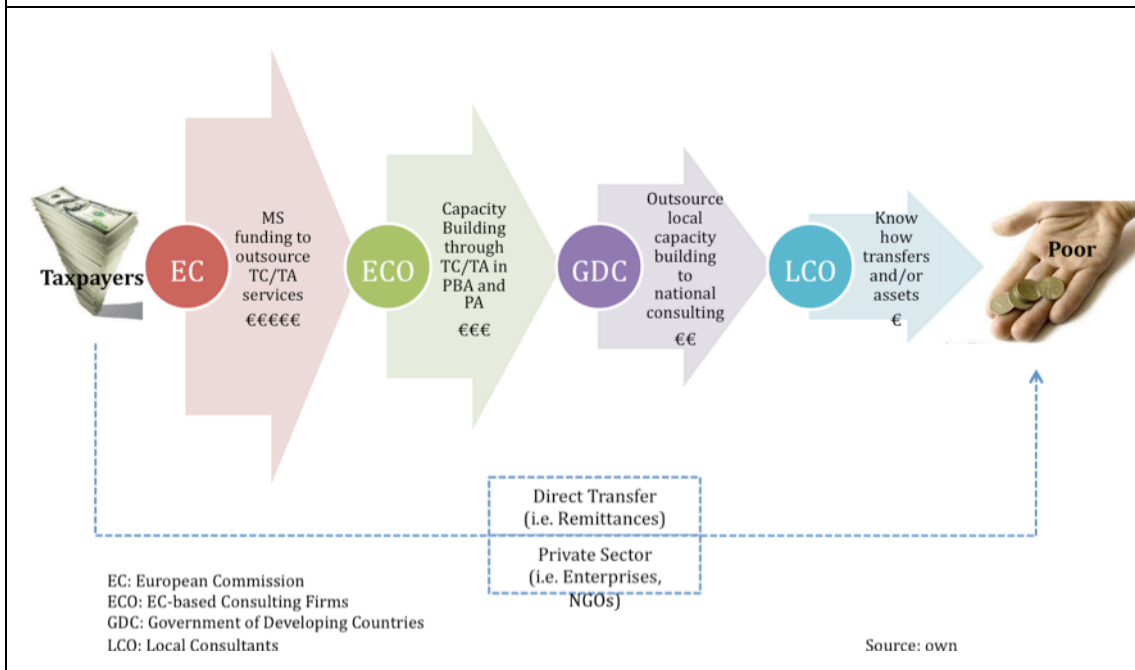 Taxpayers
EC
MS
funding to
outsource
TC/TA
services
€€€€€
ECO
Capacity
Building
through
TC/TA in
PBA and
PA
€€€
GDC
Outsource
local
capacity
building
to
national
consulting
€€
LCO
Know
how
transfers
and/or
assets
€
Poor
Direct Transfer
(i.e. Remittances)
Private Sector
(i.e. Enterprises,
NGOs)
EC: European Commission
ECO: EC-based Consulting Firms
GDC: Government of Developing Countries
LCO: Local Consultants
Source: own